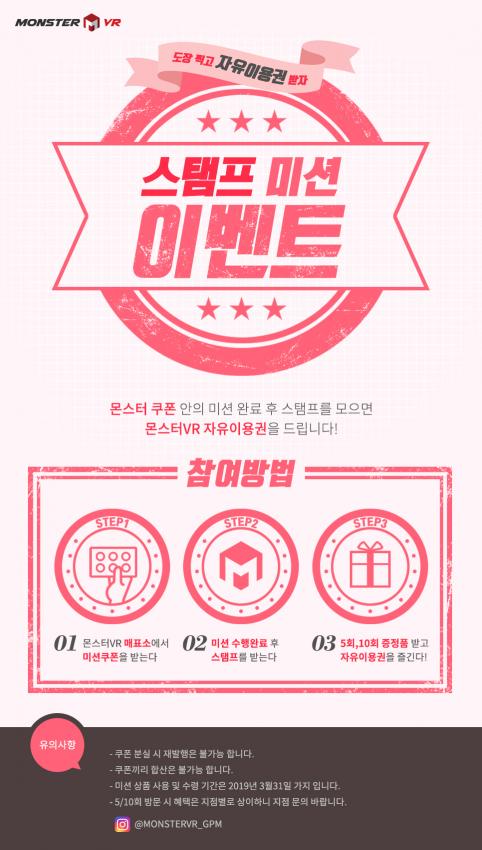 MONSTER VR
도장 찍고 자유이용권 받자
스탬프 미션
이벤트
몬스터 쿠폰 안의 미션 완료 후 스탬프를 모으면
몬스터VR 자유이용권을 드립니다!
참여방법
STEP1
STEP2
STEP3
01 몬스터VR 매표소에서
미션쿠폰을 받는다
02 미션 수행완료 후
스탬프를 받는다
03 5회,10회 증정품 받고
자유이용권을 즐긴다!
유의사항
- 쿠폰 분실 시 재발행은 불가능 합니다.
- 쿠폰끼리 합산은 불가능 합니다.
- 미션 상품 사용 및 수령 기간은 2019년 3월31일 가지 입니다.
- 5/10회 방문 시 혜택은 지점별로 상이하니 지점 문의 바랍니다.
@MONSTERVR_GPM